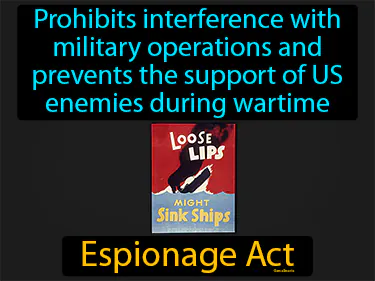 Prohibits interference with
military operations and
prevents the support of US
enemies during wartime
LOOSE
LIPS
MIGHT
Sink Ships
Espionage Act